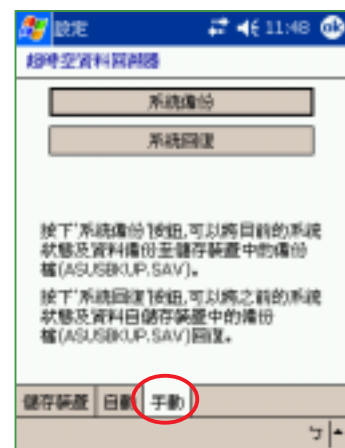 設定 11:48 ok
超時空資料回溯器
系統備份
系統回復
按下'系統備份'按鈕,可以將目前的系統
狀態及資料備份至儲存裝置中的備份
檔(ASUSBKUP.SAV)。
按下'系統回復'按鈕,可以將之前的系統
狀態及資料自儲存裝置中的備份
檔(ASUSBKUP.SAV)回復。
儲存裝置 自動 手動
ㄅ